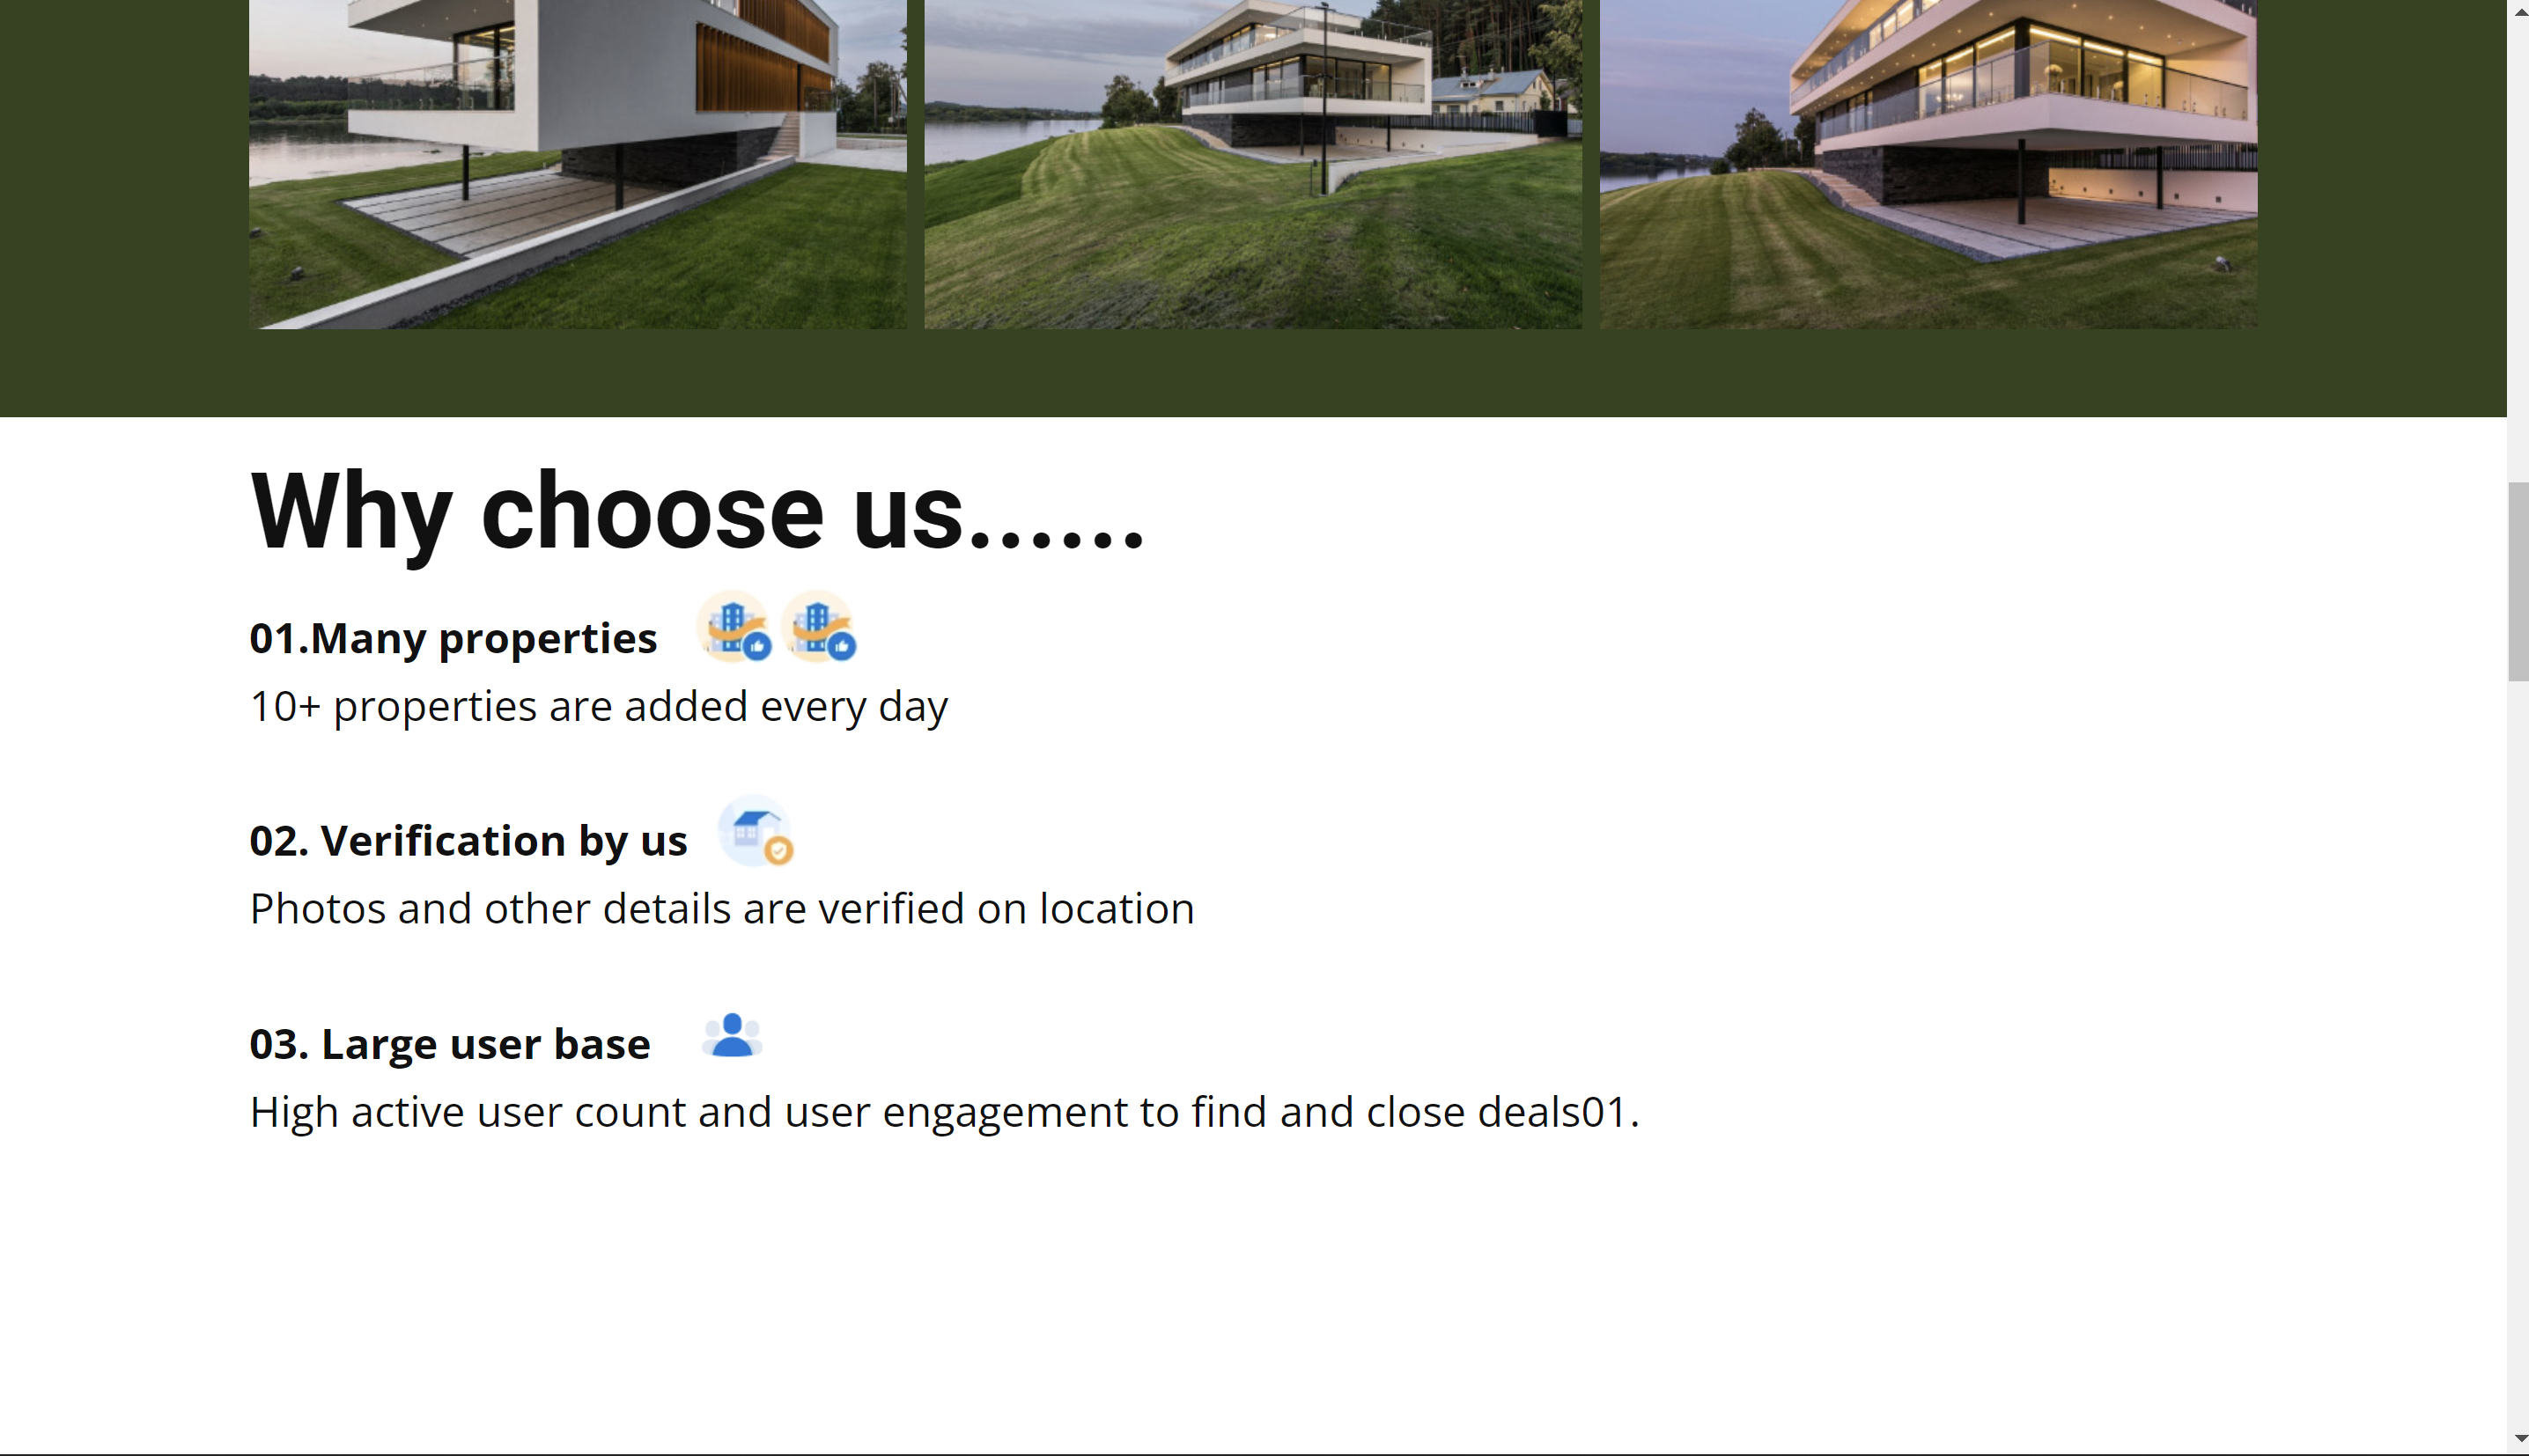 Why choose us......
01.Many properties
10+ properties are added every day
02. Verification by us
Photos and other details are verified on location
03. Large user base
High active user count and user engagement to find and close deals01.